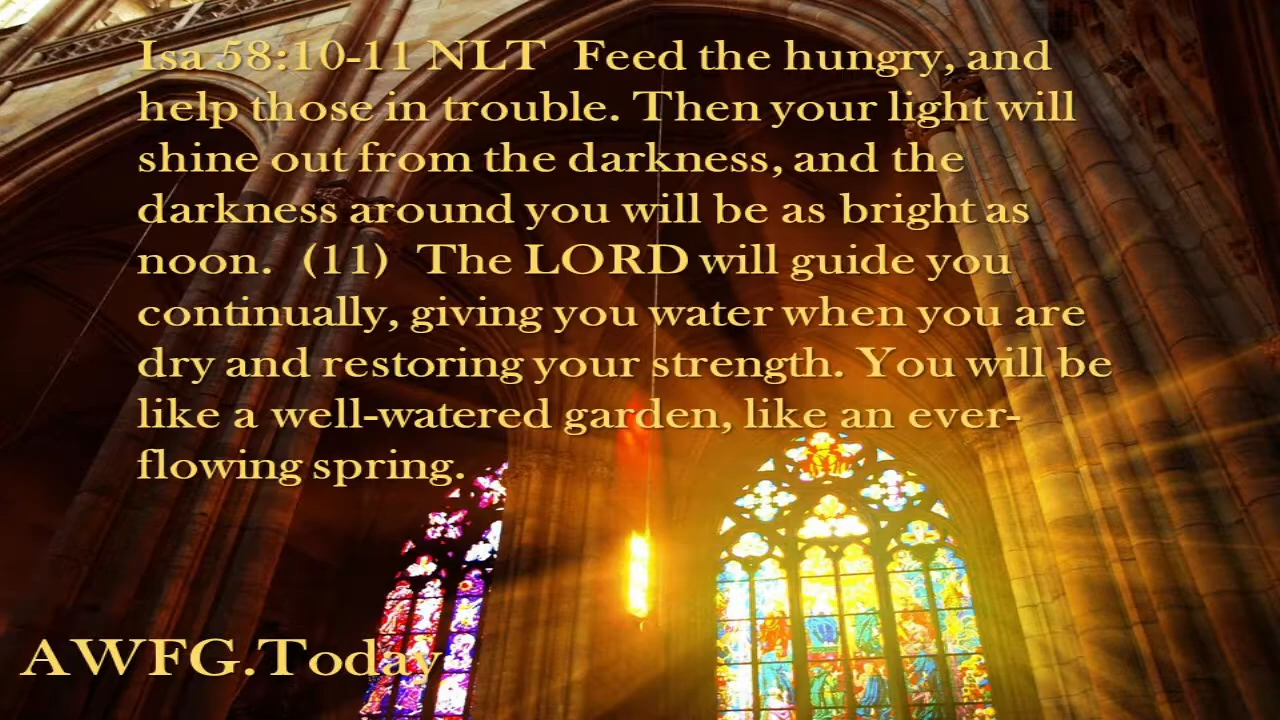 Isa 58:10-11 NLT  Feed the hungry, and
help those in trouble. Then your light will
shine out from the darkness, and the
darkness around you will be as bright as
noon.  (11)  The LORD will guide you
continually, giving you water when you are
dry and restoring your strength. You will be
like a well-watered garden, like an ever-
flowing spring.
AWFG.Today